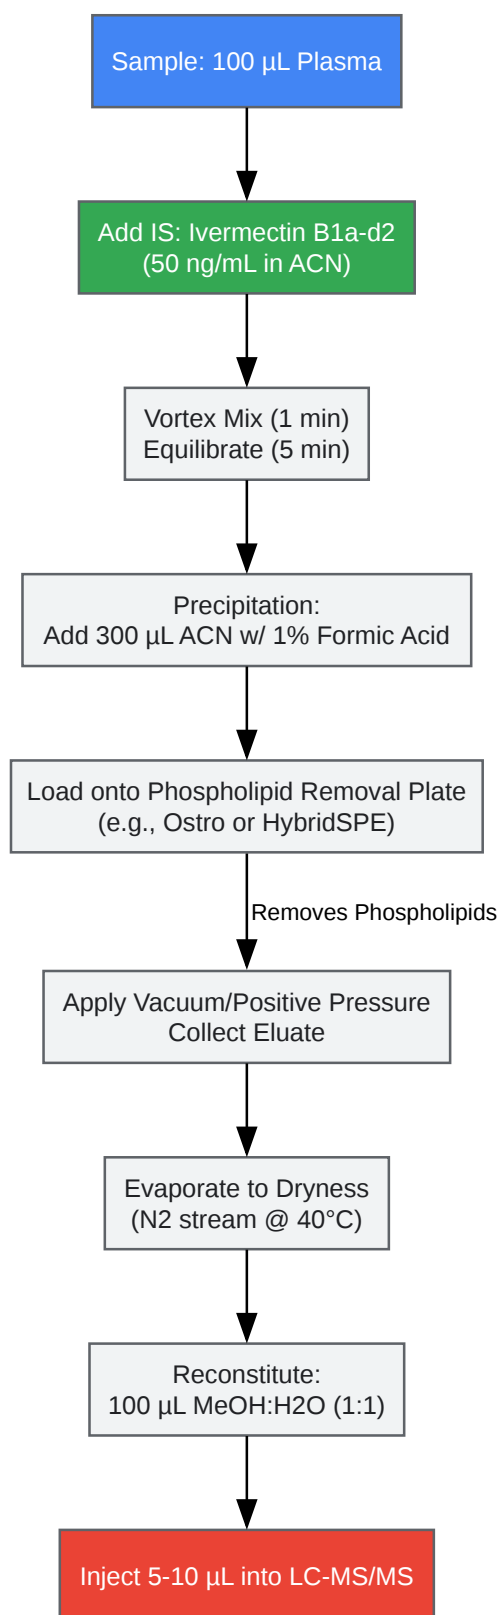 Sample: 100 µL Plasma
Add IS: Ivermectin B1a-d2
(50 ng/mL in ACN)
Vortex Mix (1 min)
Equilibrate (5 min)
Precipitation:
Add 300 µL ACN w/ 1% Formic Acid
Load onto Phospholipid Removal Plate
(e.g., Ostro or HybridSPE)
Removes Phospholipids
Apply Vacuum/Positive Pressure
Collect Eluate
Evaporate to Dryness
(N2 stream @ 40°C)
Reconstitute:
100 µL MeOH:H2O (1:1)
Inject 5-10 µL into LC-MS/MS